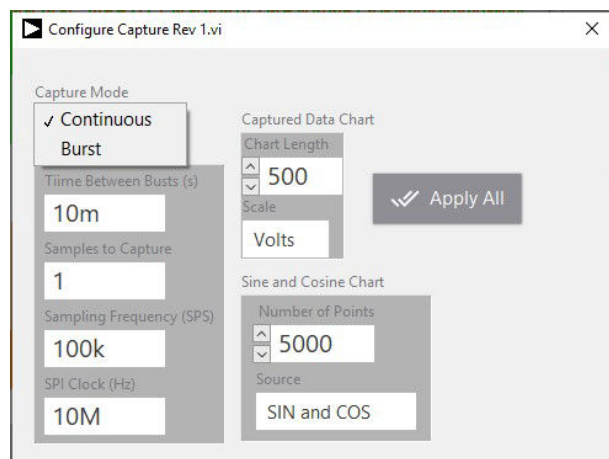 Configure Capture Rev 1.vi
Capture Mode
✓ Continuous
Burst
Tiime Between Busts (s)
10m
Samples to Capture
1
Sampling Frequency (SPS)
100k
SPI Clock (Hz)
10M
Captured Data Chart
Chart Length
500
Scale
Volts
Apply All
Sine and Cosine Chart
Number of Points
5000
Source
SIN and COS